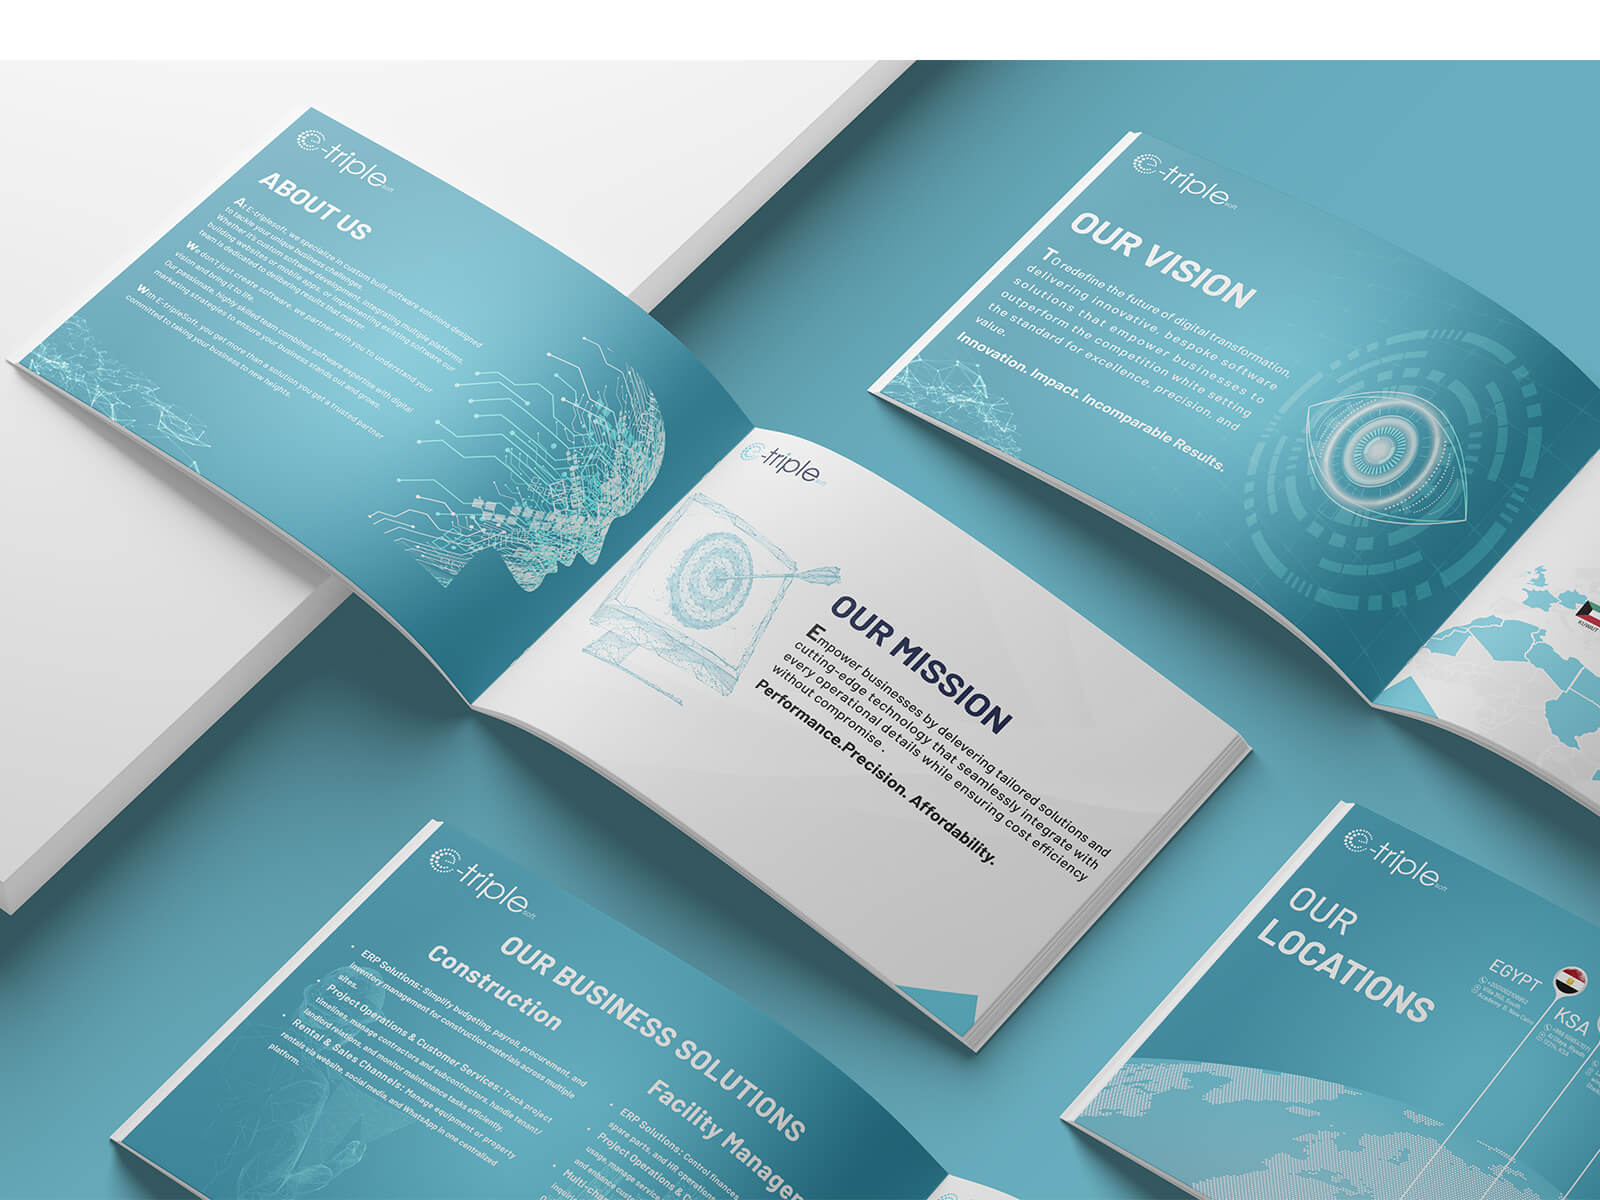 e-triple soft
ABOUT US
At E-triplesoft, we specialize in custom built software solutions designed
to tackle your unique business challenges.
Whether it's custom software development, integrating multiple platforms,
building websites or mobile apps, or implementing existing software our
team is dedicated to delibering results that matter.
We don't just create software, we partner with you to understand your
vision and bring it to life.
Our passionate, highly skilled team combines software expertise with digital
marketing strategies to ensure your business stands out and grows.
With E-tripleSoft, you get more than a solution you get a trusted partner
committed to taking your business to new heights.
e-triple soft
OUR MISSION
Empower businesses by delevering tailored solutions and
cutting-edge technology that seamlessly integrate with
every operational details while ensuring cost efficiency
without compromise .
Performance.Precision. Affordability.
e-triple soft
OUR VISION
To redefine the future of digital transformation,
delivering innovative, bespoke software
solutions that empower businesses to
outperform the competition while setting
the standard for excellence, precision, and
value.
Innovation. Impact. Incomparable Results.
KUWAIT
e-triple soft
OUR BUSINESS SOLUTIONS
Construction
• ERP Solutions: Simplify budgeting, payroll, procurement, and
inventory management for construction materials across multiple
sites.
• Project Operations & Customer Services: Track project
timelines, manage contractors and subcontractors, handle tenant/
landlord relations, and monitor maintenance tasks efficiently.
• Rental & Sales Channels: Manage equipment or property
rentals via website, social media, and WhatsApp in one centralized
platform.
Facility Manage
• ERP Solutions: Control finances,
spare parts, and HR operations
• Project Operations &
usage, manage service
and enhance
• Multi-
e-triple soft
OUR
LOCATIONS
EGYPT
KSA